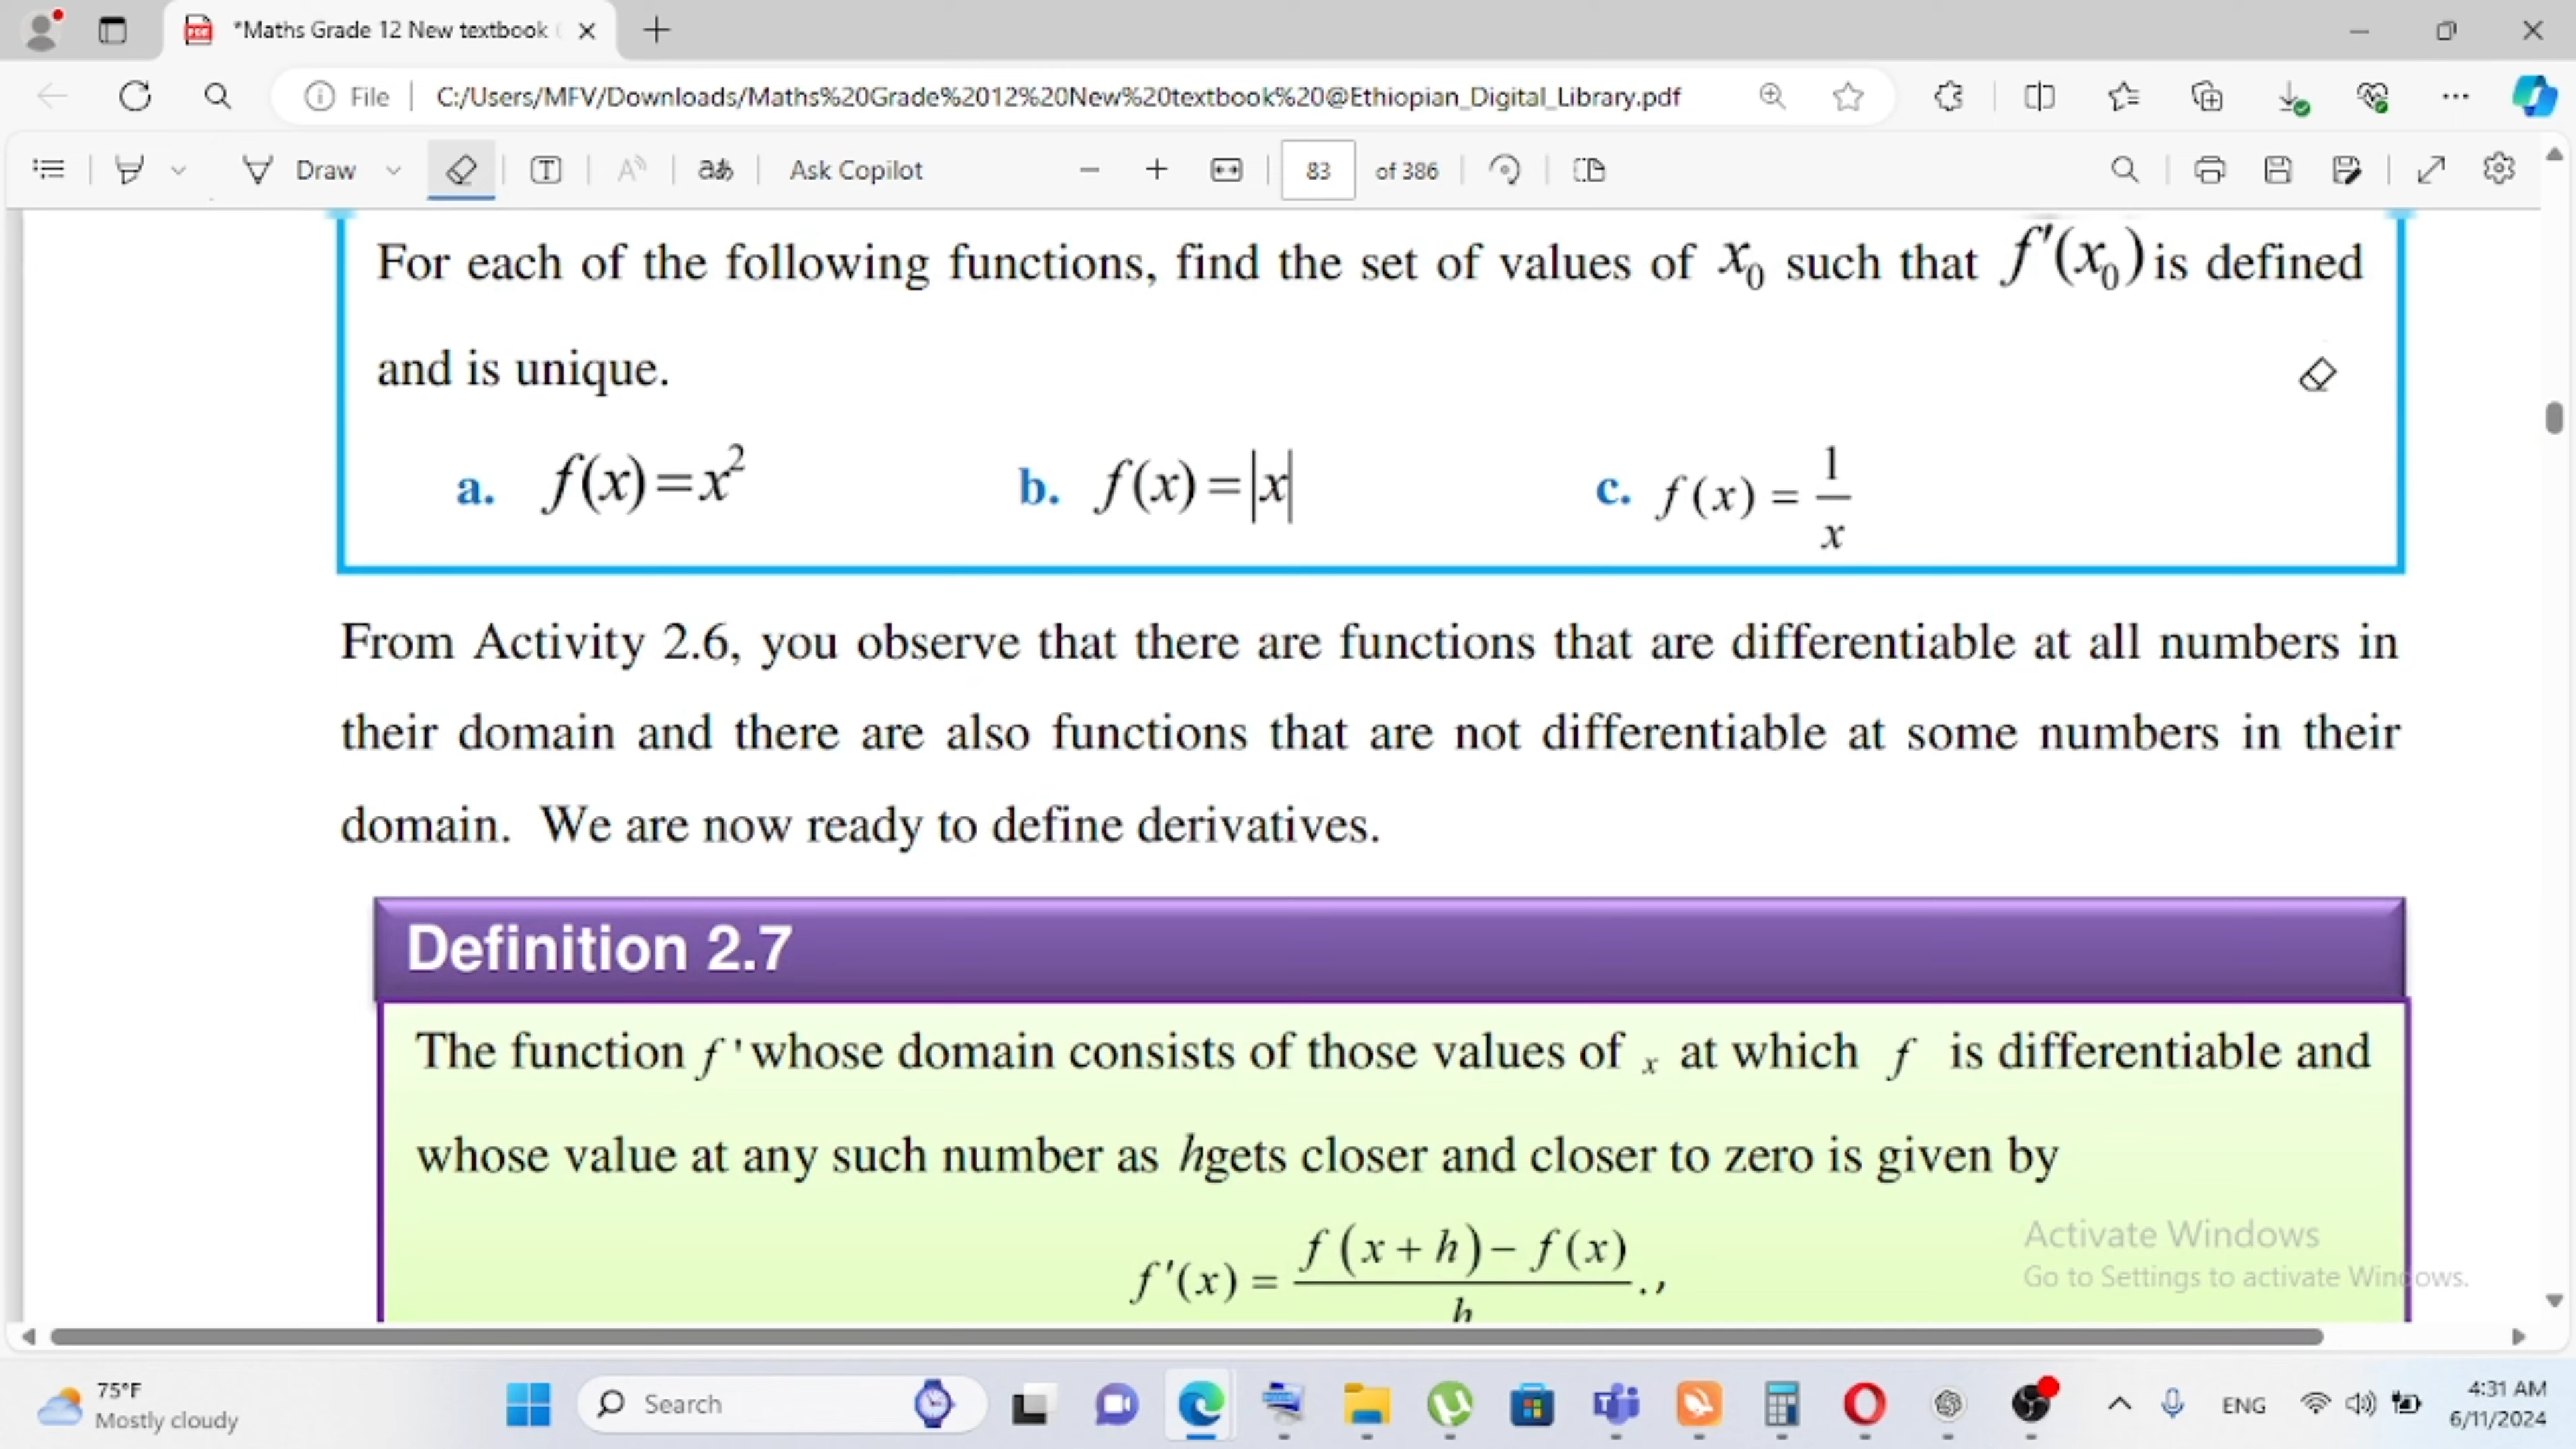 *Maths Grade 12 New textbook
File
C:/Users/MFV/Downloads/Maths%20Grade%2012%20New%20textbook%20@Ethiopian_Digital_Library.pdf
Draw
Ask Copilot
83
of 386
For each of the following functions, find the set of values of x₀ such that f'(x₀) is defined
and is unique.
a. f(x)=x² b. f(x)=|x| c. f(x) = 1/x
From Activity 2.6, you observe that there are functions that are differentiable at all numbers in
their domain and there are also functions that are not differentiable at some numbers in their
domain. We are now ready to define derivatives.
Definition 2.7
The function f ' whose domain consists of those values of x at which f is differentiable and
whose value at any such number as hgets closer and closer to zero is given by
f'(x) = (f(x+h)− f(x))/h .,
Activate Windows
Go to Settings to activate Windows.
75°F
Mostly cloudy
Search
ENG
4:31 AM
6/11/2024